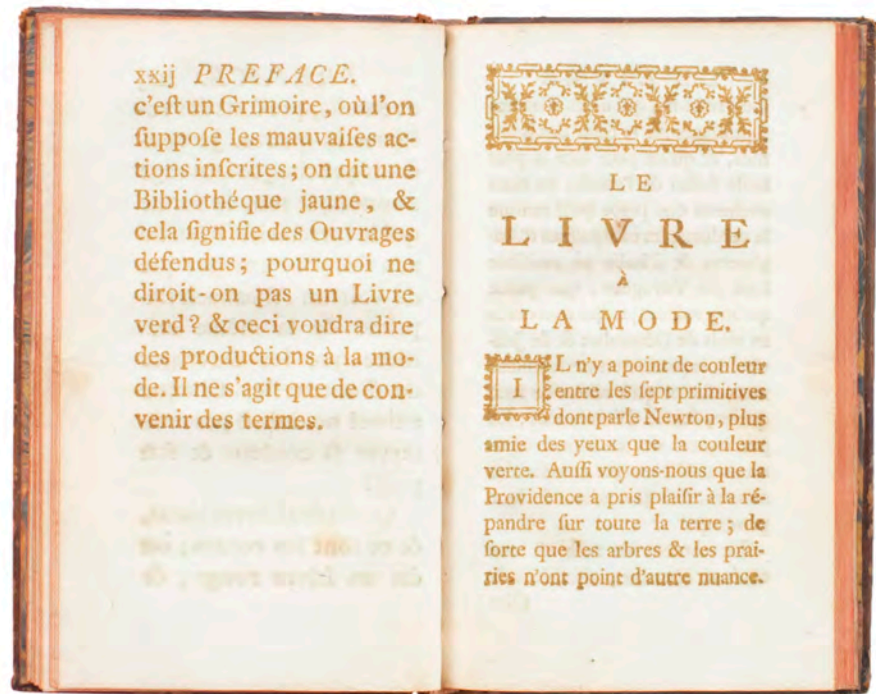 xxij PREFACE.
c'eſt un Grimoire, où l'on
ſuppoſe les mauvaiſes ac-
tions inſcrites; on dit une
Bibliothéque jaune, &
cela ſignifie des Ouvrages
défendus; pourquoi ne
diroit-on pas un Livre
verd? & ceci voudra dire
des productions à la mo-
de. Il ne s'agit que de con-
venir des termes.
LE
LIVRE
à
LA MODE.
IL n'y a point de couleur
entre les ſept primitives
dont parle Newton, plus
amie des yeux que la couleur
verte. Auſſi voyons-nous que la
Providence a pris plaiſir à la ré-
pandre ſur toute la terre; de
ſorte que les arbres & les prai-
ries n'ont point d'autre nuance.